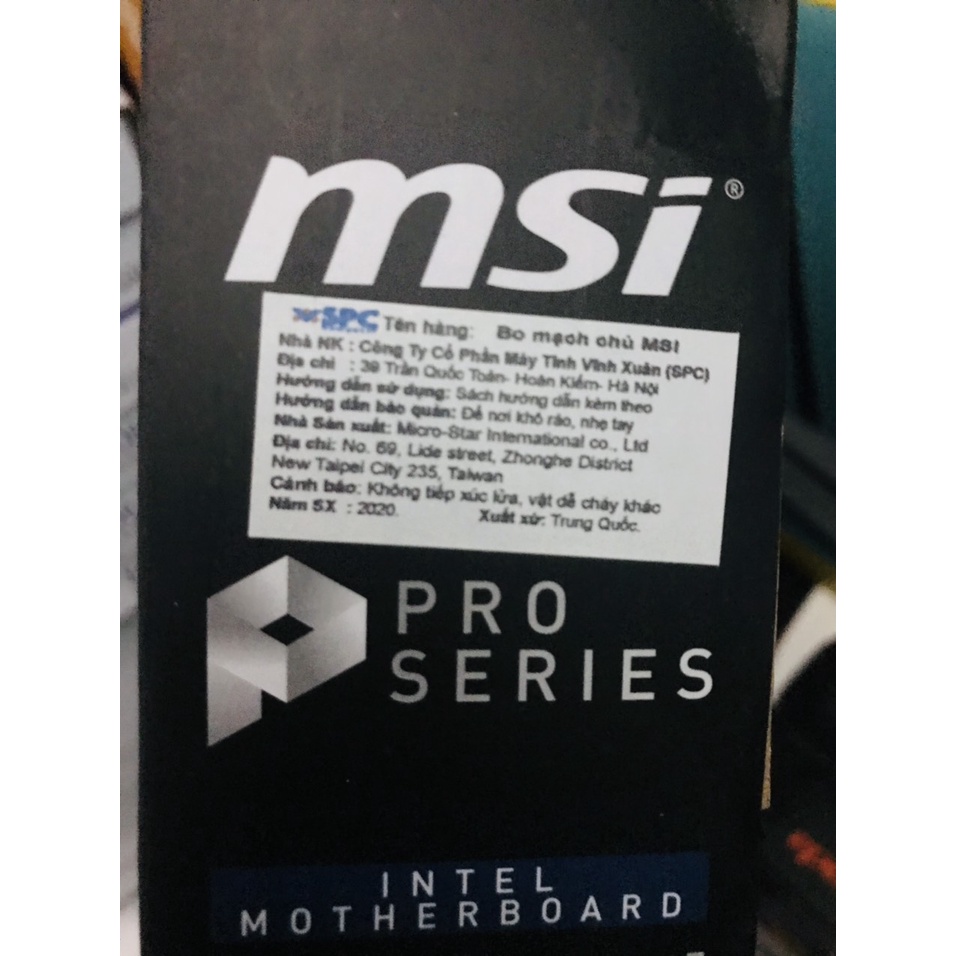 msi®
SPC Tên hàng: Bo mạch chủ MSI
Nhà NK : Công Ty Cổ Phần Máy Tính Vĩnh Xuân (SPC)
Địa chỉ : 39 Trần Quốc Toản- Hoàn Kiếm- Hà Nội
Hướng dẫn sử dụng: Sách hướng dẫn kèm theo
Hướng dẫn bảo quản: Để nơi khô ráo, nhẹ tay
Nhà Sản xuất: Micro-Star International co., Ltd
Địa chỉ: No. 69, Lide street, Zhonghe District
New Taipei City 235, Taiwan
Cảnh báo: Không tiếp xúc lửa, vật dễ cháy khác
Năm SX : 2020. Xuất xứ: Trung Quốc.
PRO
SERIES
INTEL
MOTHERBOARD